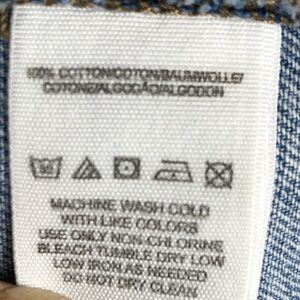 100% COTTON/COTON/BAUMWOLLE/
COTONE/ALGODÃO/ALGODON
MACHINE WASH COLD
WITH LIKE COLORS
USE ONLY NON-CHLORINE
BLEACH TUMBLE DRY LOW
LOW IRON AS NEEDED
DO NOT DRY CLEAN